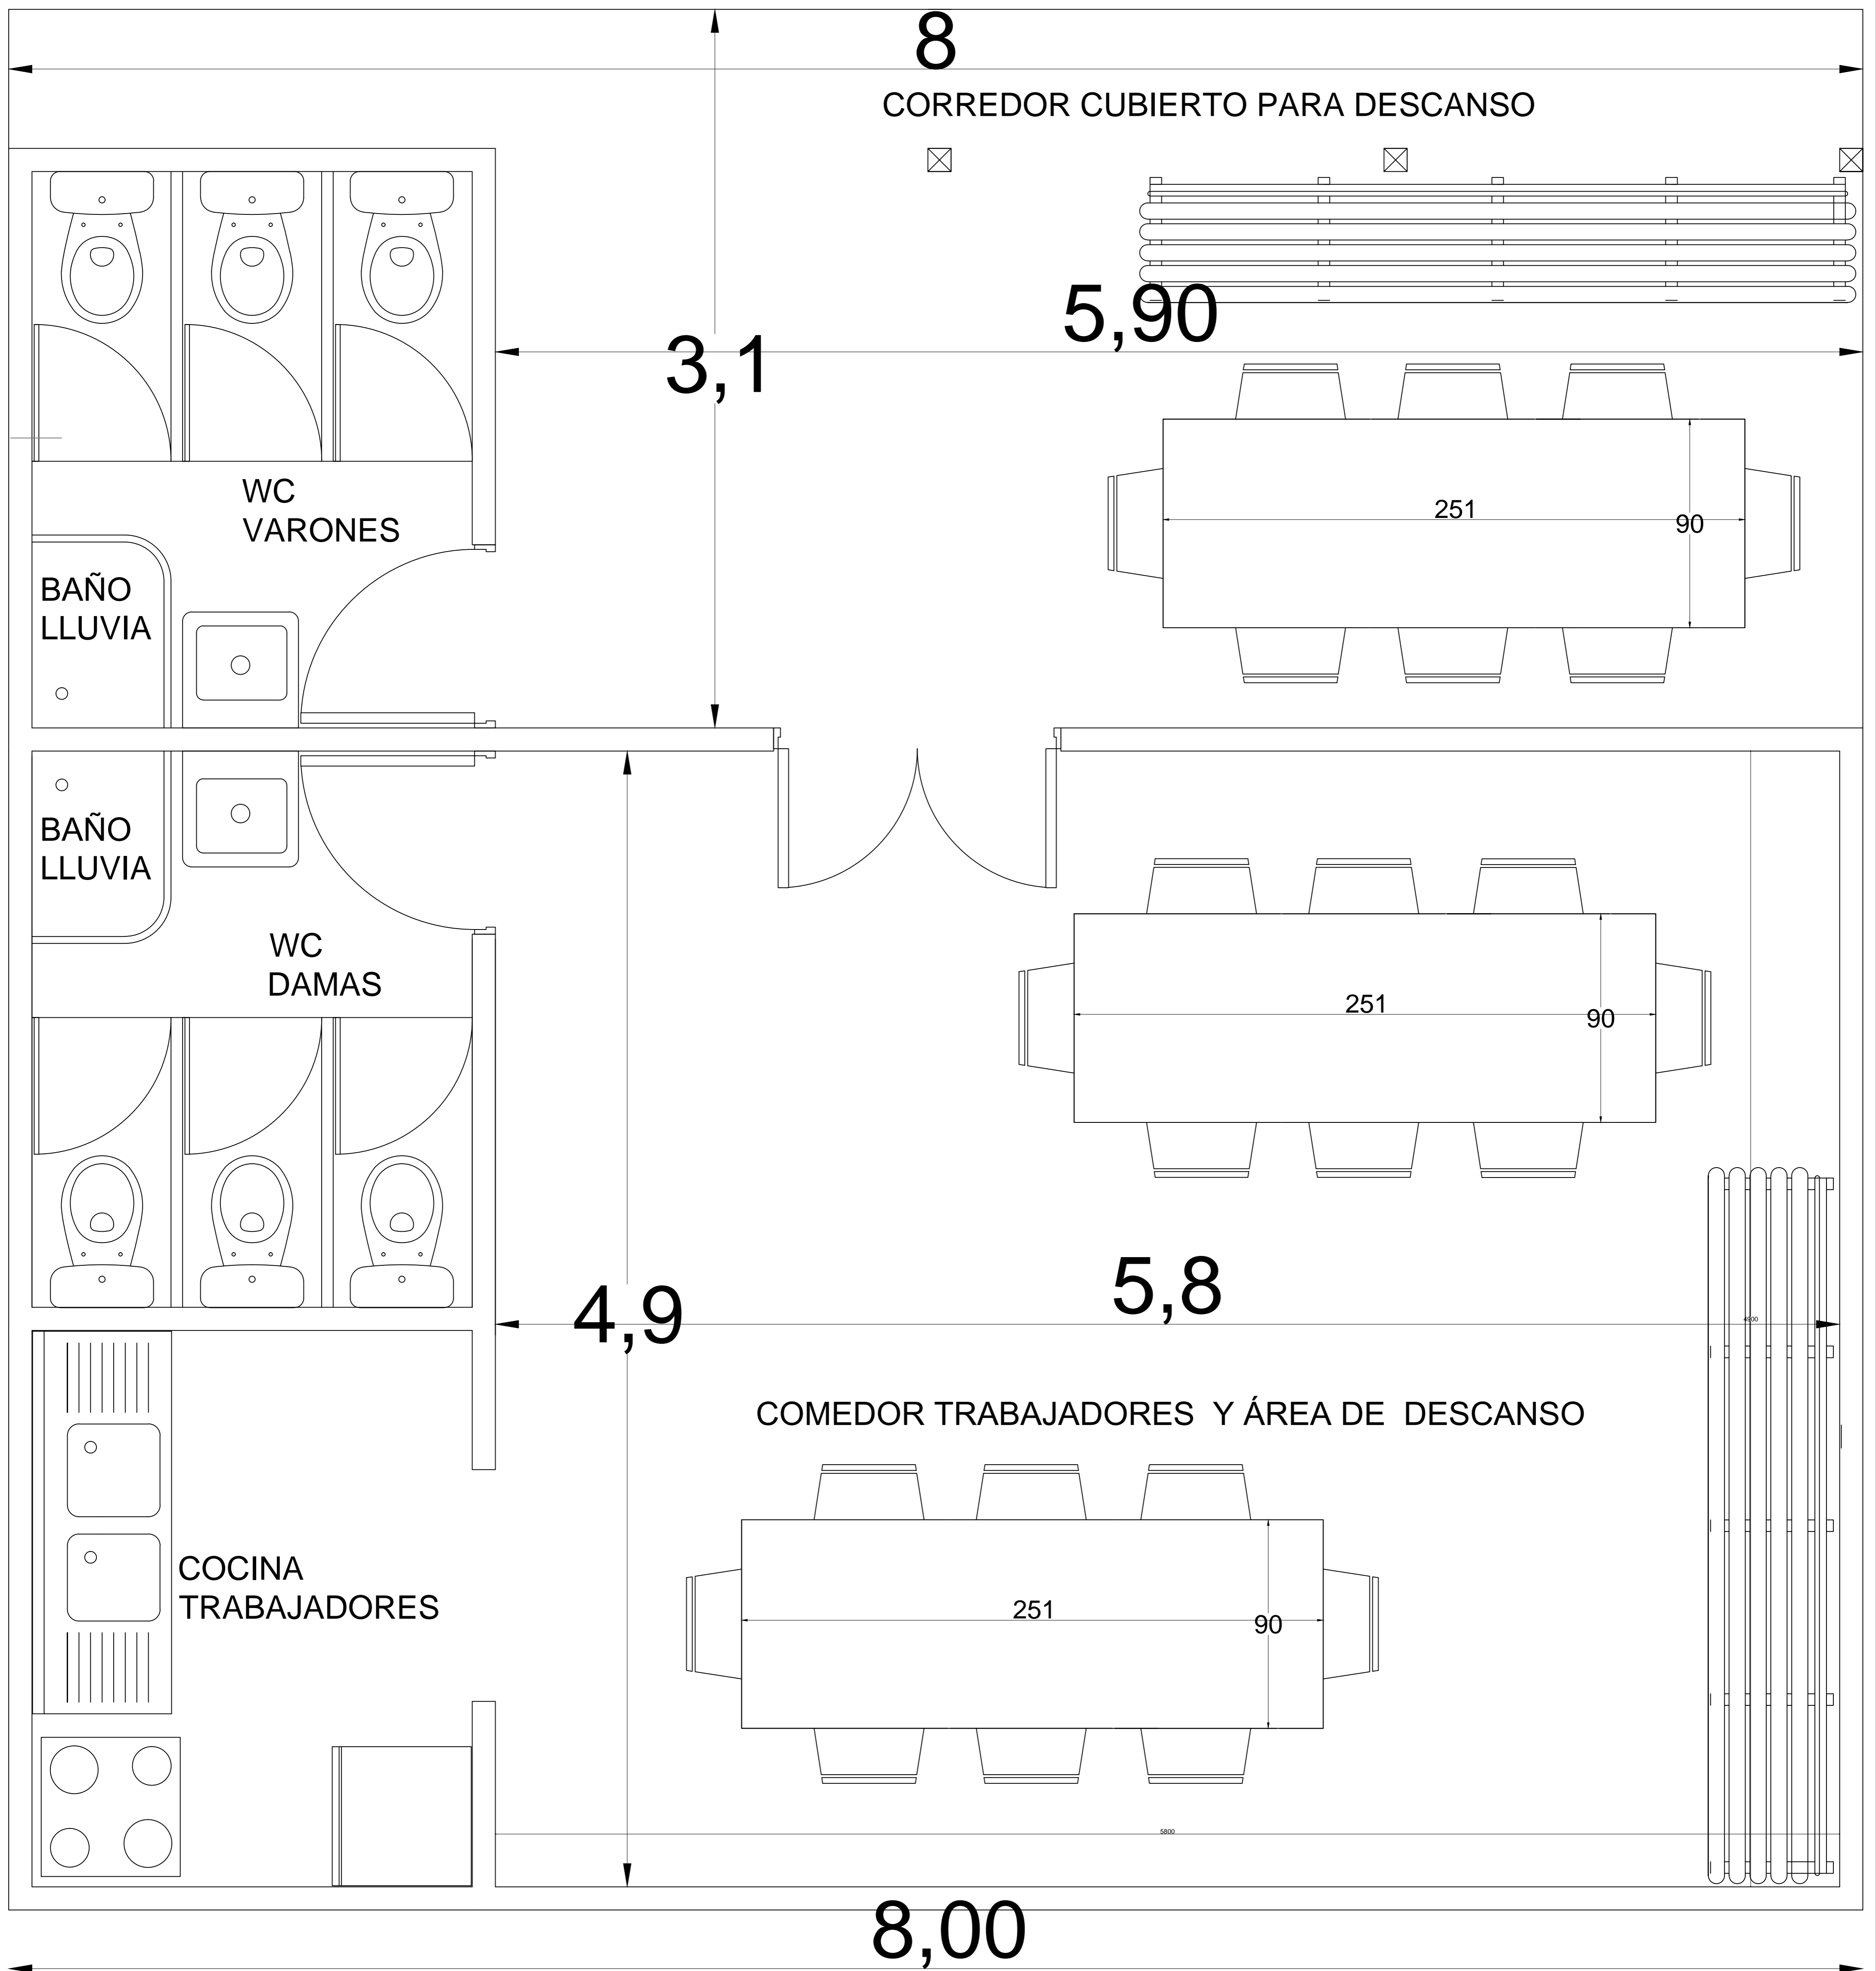 8
CORREDOR CUBIERTO PARA DESCANSO
5,90
3,1
WC
VARONES
251
90
BAÑO
LLUVIA
BAÑO
LLUVIA
WC
DAMAS
251
90
5,8
4,9
4900
COMEDOR TRABAJADORES Y ÁREA DE DESCANSO
COCINA
TRABAJADORES
251
90
5800
8,00